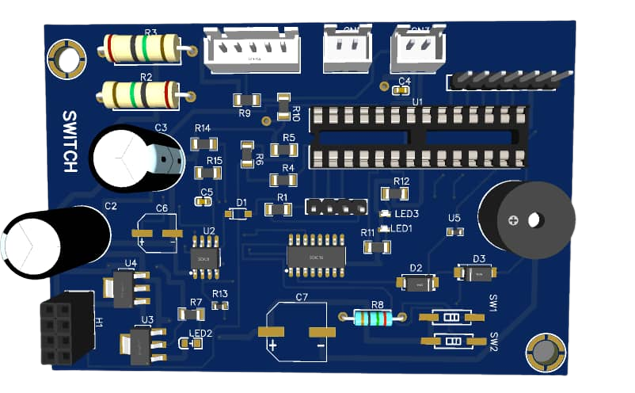 R3
R2
SWITCH
C3
C2
C6
C5
R14
R15
R9
R10
R6
R5
R4
R1
D1
U2
U4
U3
H1
R7
R13
LED2
C7
R8
C4
U1
R12
LED3
LED1
R11
U5
D2
D3
SW1
SW2